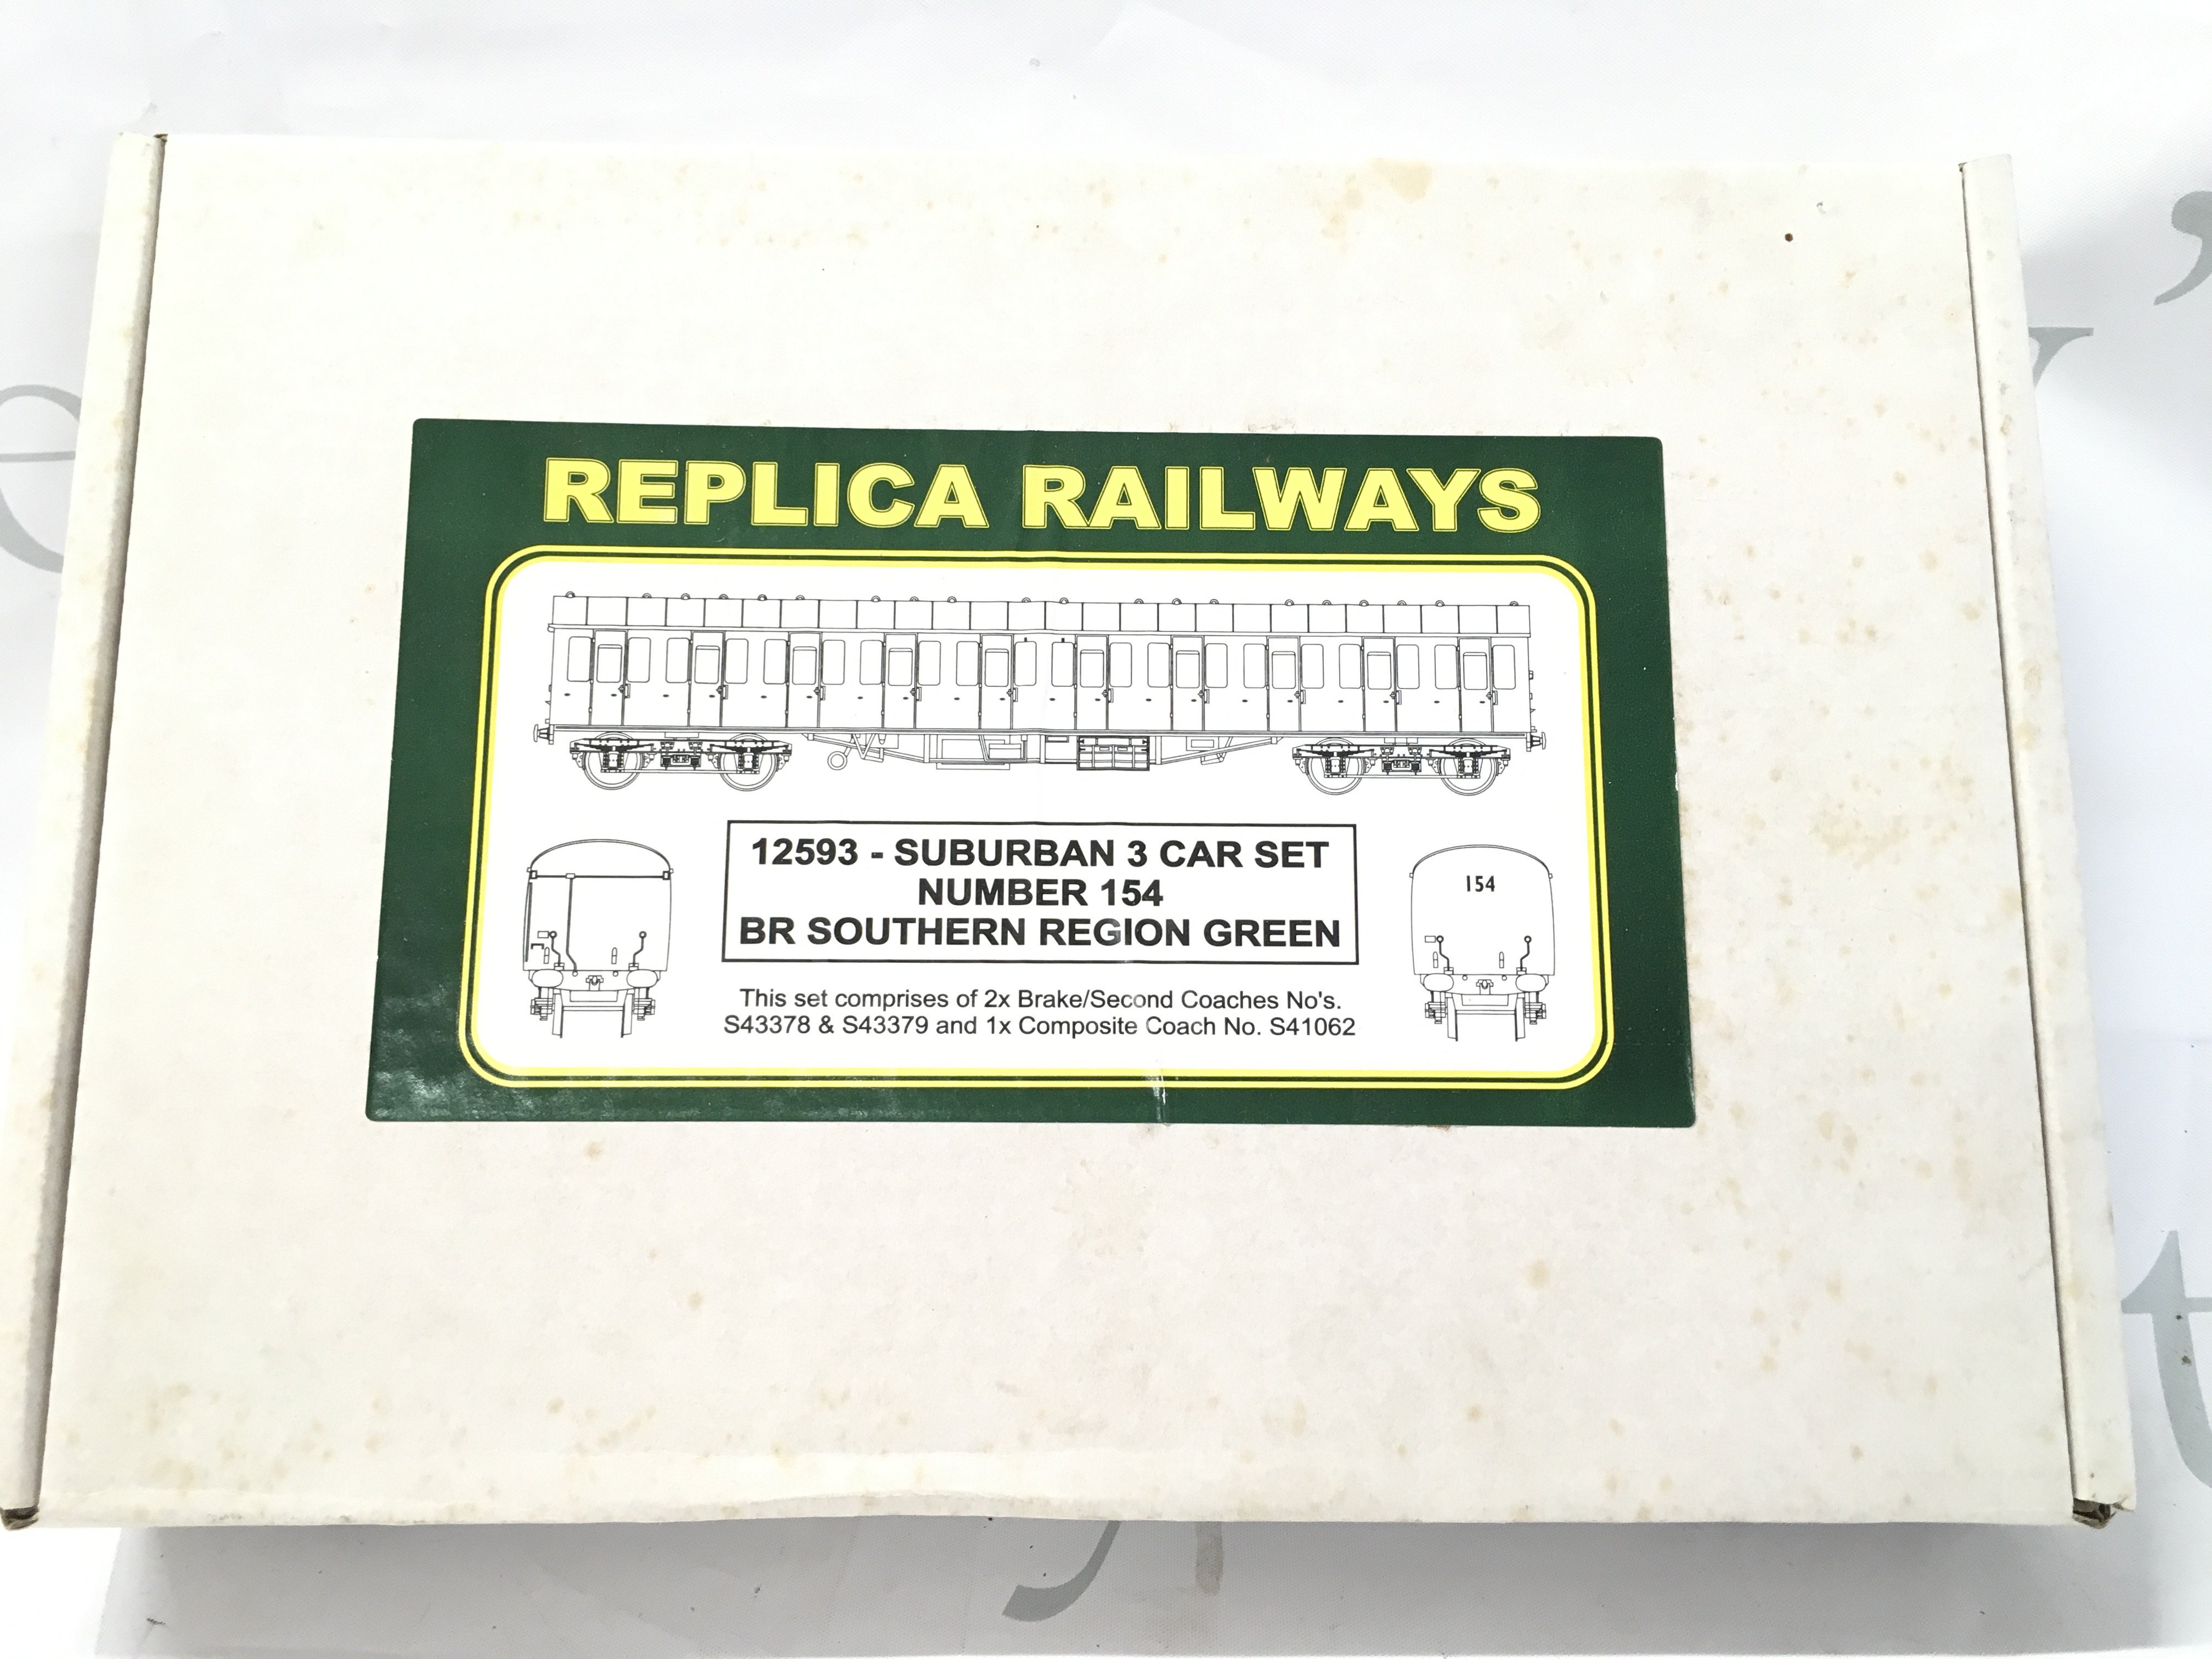 REPLICA RAILWAYS
12593 - SUBURBAN 3 CAR SET
NUMBER 154
BR SOUTHERN REGION GREEN
154
This set comprises of 2x Brake/Second Coaches No's.
S43378 & S43379 and 1x Composite Coach No. S41062